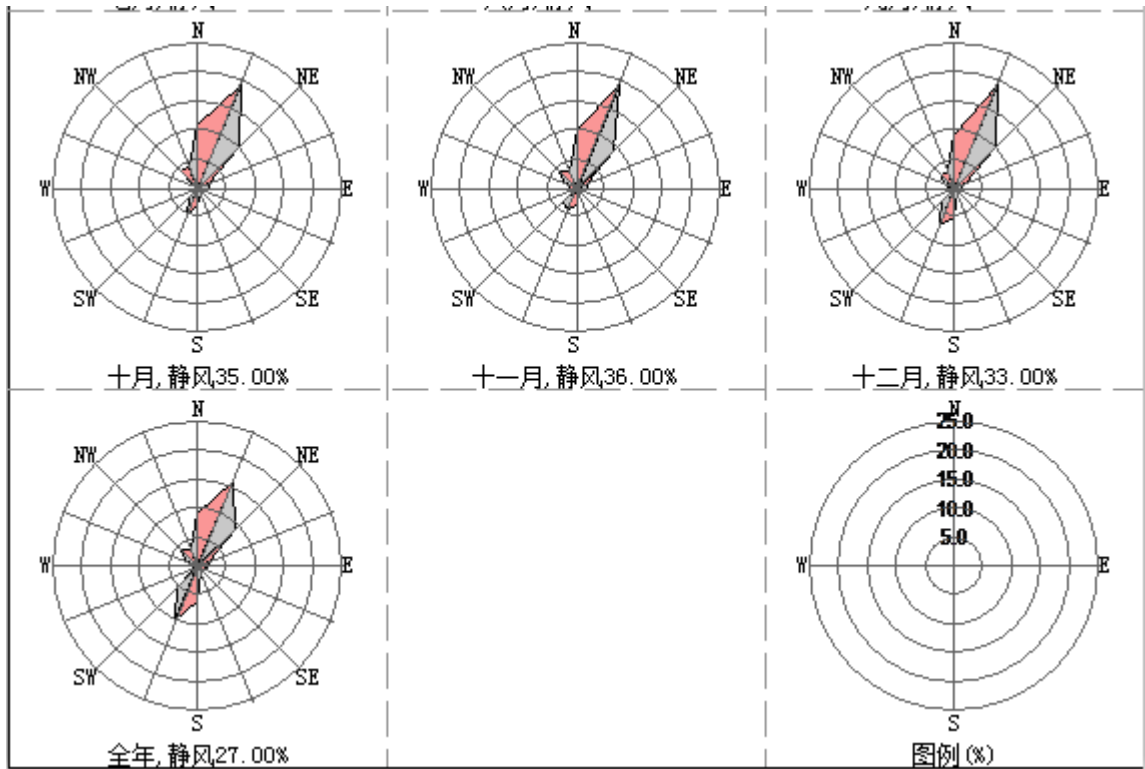 N N N
NW NE NW NE NW NE
W E W E W E
SW SE SW SE SW SE
S S S
十月,静风35.00% 十一月,静风36.00% 十二月,静风33.00%
N N
25.0
NW NE 20.0
15.0
10.0
5.0
W E W E
SW SE
S S
全年,静风27.00% 图例(%)